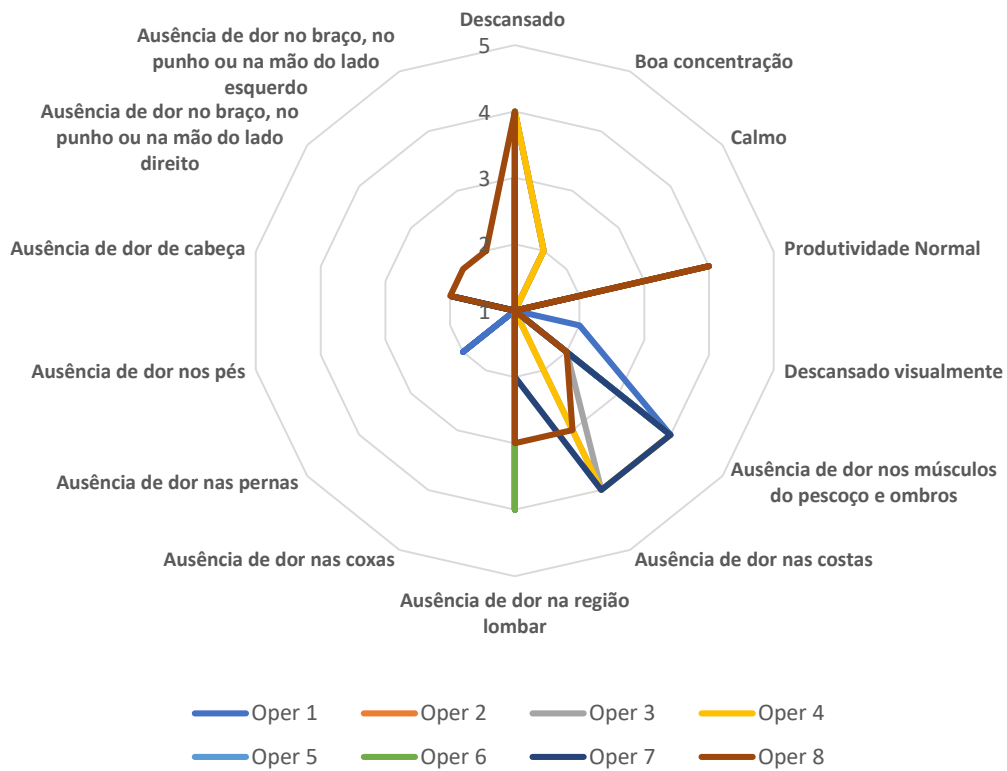 Descansado
Ausência de dor no braço, no
punho ou na mão do lado
esquerdo
5
Boa concentração
Ausência de dor no braço, no
punho ou na mão do lado
direito
4
Calmo
3
Ausência de dor de cabeça
2
Produtividade Normal
1
Ausência de dor nos pés
Descansado visualmente
Ausência de dor nas pernas
Ausência de dor nos músculos
do pescoço e ombros
Ausência de dor nas coxas
Ausência de dor nas costas
Ausência de dor na região
lombar
Oper 1
Oper 2
Oper 3
Oper 4
Oper 5
Oper 6
Oper 7
Oper 8